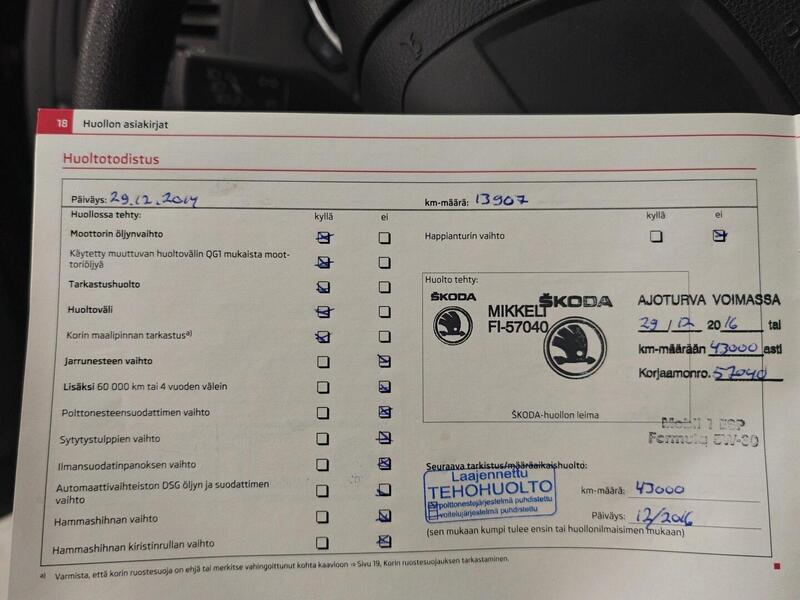 18 Huollon asiakirjat
Huoltotodistus
Päiväys: 29.12.2014 km-määrä: 13907
Huollossa tehty: kyllä ei kyllä ei
Moottorin öljynvaihto Happianturin vaihto
Käytetty muuttuvan huoltovälin QG1 mukaista moot-
toriöljyä
Tarkastushuolto
Huoltoväli
Korin maalipinnan tarkastus a)
Jarrunesteen vaihto
Lisäksi 60 000 km tai 4 vuoden välein
Polttonesteensuodattimen vaihto
Sytytystulppien vaihto
Ilmansuodatinpanoksen vaihto
Automaattivaihteiston DSG öljyn ja suodattimen
vaihto
Hammashihnan vaihto
Hammashihnan kiristinrullan vaihto
Huolto tehty:
ŠKODA
MIKKELI
FI-57040
ŠKODA
ŠKODA-huollon leima
AJOTURVA VOIMASSA
29 / 12 2016 tai
km-määrään 43000 asti
Korjaamonro. 57040
Mobil 1 ESP
Formula 5W-30
Seuraava tarkistus/määräaikaishuolto:
Laajennettu
TEHOHUOLTO
polttonestejärjestelmä puhdistettu
voitelujärjestelmä puhdistettu
km-määrä: 43000
Päiväys: 12/2016
(sen mukaan kumpi tulee ensin tai huollonilmaisimen mukaan)
a) Varmista, että korin ruostesuoja on ehjä tai merkitse vahingoittunut kohta kaavioon ⇒ Sivu 19, Korin ruostesuojauksen tarkastaminen.